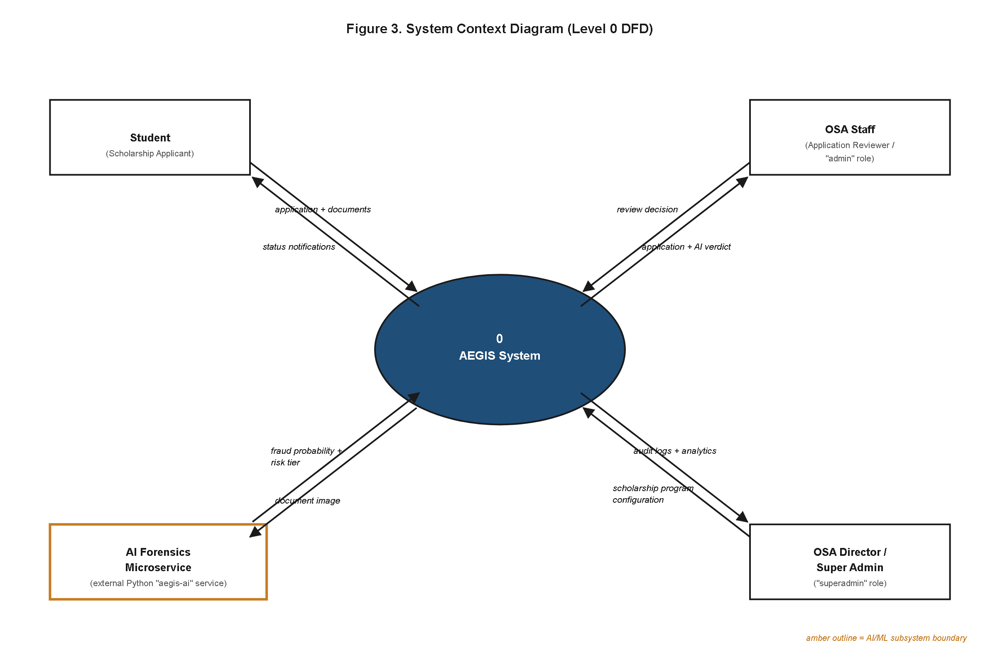 Figure 3. System Context Diagram (Level 0 DFD)
Student
(Scholarship Applicant)
OSA Staff
(Application Reviewer /
"admin" role)
application + documents
review decision
status notifications
application + AI verdict
0
AEGIS System
fraud probability +
risk tier
audit logs + analytics
document image
scholarship program
configuration
AI Forensics
Microservice
(external Python "aegis-ai" service)
OSA Director /
Super Admin
("superadmin" role)
amber outline = AI/ML subsystem boundary